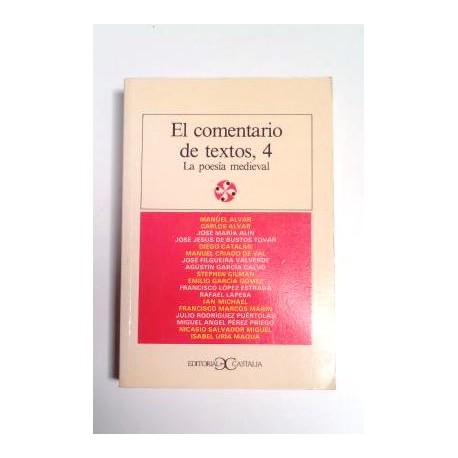 El comentario
de textos, 4
La poesía medieval
MANUEL ALVAR
CARLOS ALVAR
JOSÉ MARÍA ALÍN
JOSÉ JESÚS DE BUSTOS TOVAR
DIEGO CATALÁN
MANUEL CRIADO DE VAL
JOSÉ FILGUEIRA VALVERDE
AGUSTÍN GARCÍA CALVO
STEPHEN GILMAN
EMILIO GARCÍA GÓMEZ
FRANCISCO LÓPEZ ESTRADA
RAFAEL LAPESA
IAN MICHAEL
FRANCISCO MARCOS MARÍN
JULIO RODRÍGUEZ PUÉRTOLAS
MIGUEL ÁNGEL PÉREZ PRIEGO
NICASIO SALVADOR MIGUEL
ISABEL URÍA MAQUA
EDITORIAL CASTALIA